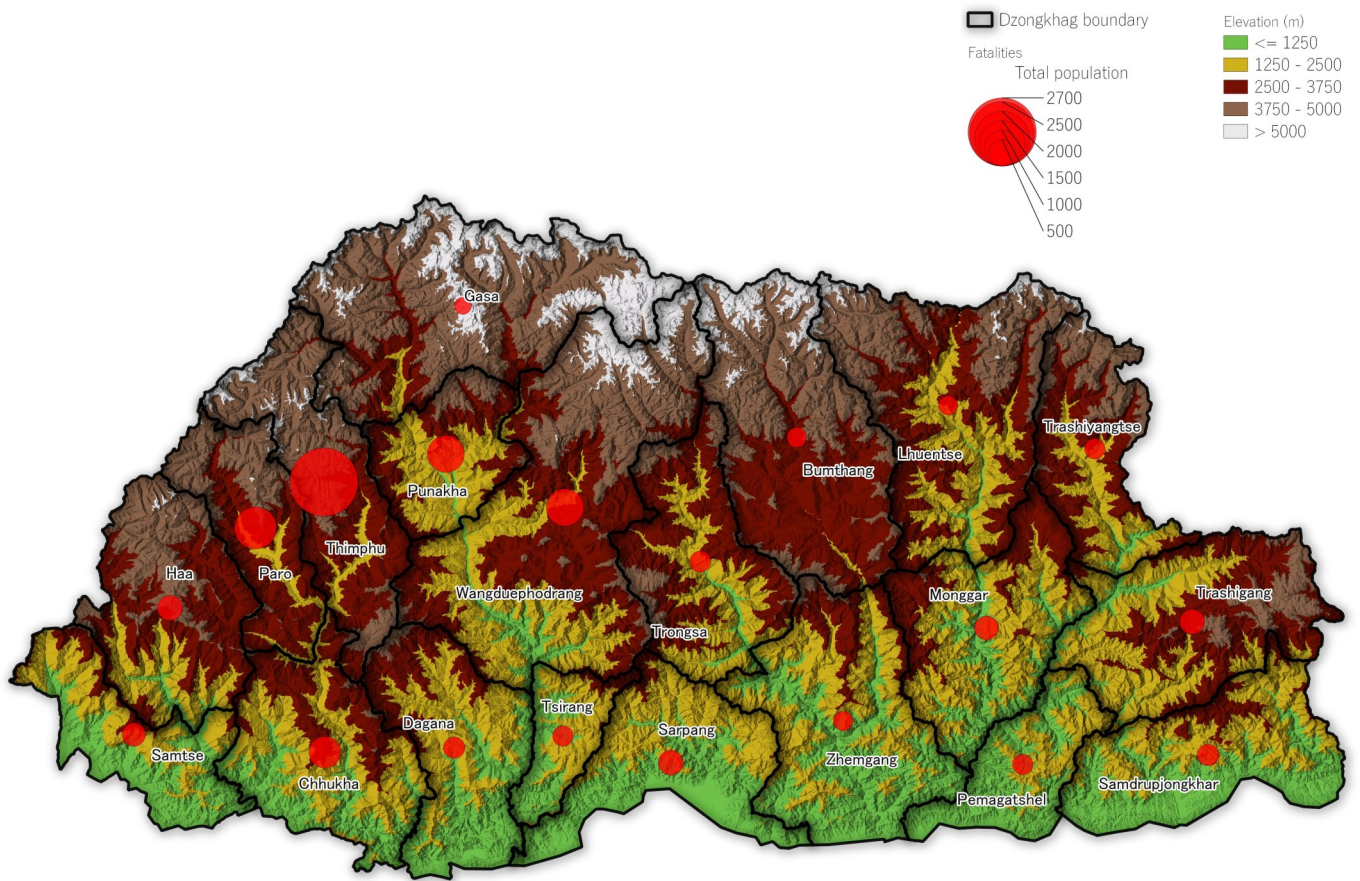 Dzongkhag boundary
Fatalities
Total population
2700
2500
2000
1500
1000
500
Elevation (m)
<= 1250
1250 - 2500
2500 - 3750
3750 - 5000
> 5000
Gasa
Punakha
Trashiyangtse
Lhuentse
Bumthang
Thimphu
Paro
Haa
Wangduephodrang
Monggar
Trashigang
Trongsa
Dagana
Tsirang
Sarpang
Samtse
Chhukha
Zhemgang
Samdrupjongkhar
Pemagatshel